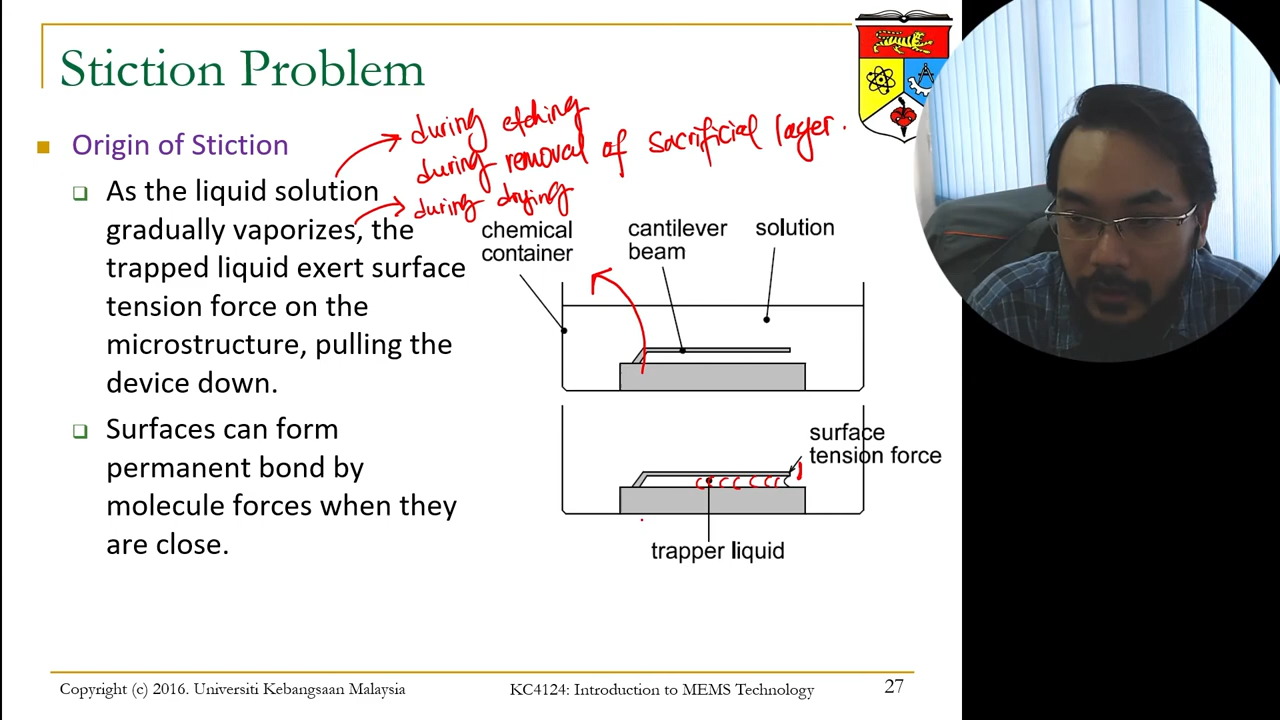 Stiction Problem
during etching
during removal of sacrificial layer.
during drying
Origin of Stiction
As the liquid solution
gradually vaporizes, the
trapped liquid exert surface
tension force on the
microstructure, pulling the
device down.
Surfaces can form
permanent bond by
molecule forces when they
are close.
chemical
container
cantilever
beam
solution
surface
tension force
trapper liquid
Copyright (c) 2016. Universiti Kebangsaan Malaysia
KC4124: Introduction to MEMS Technology
27